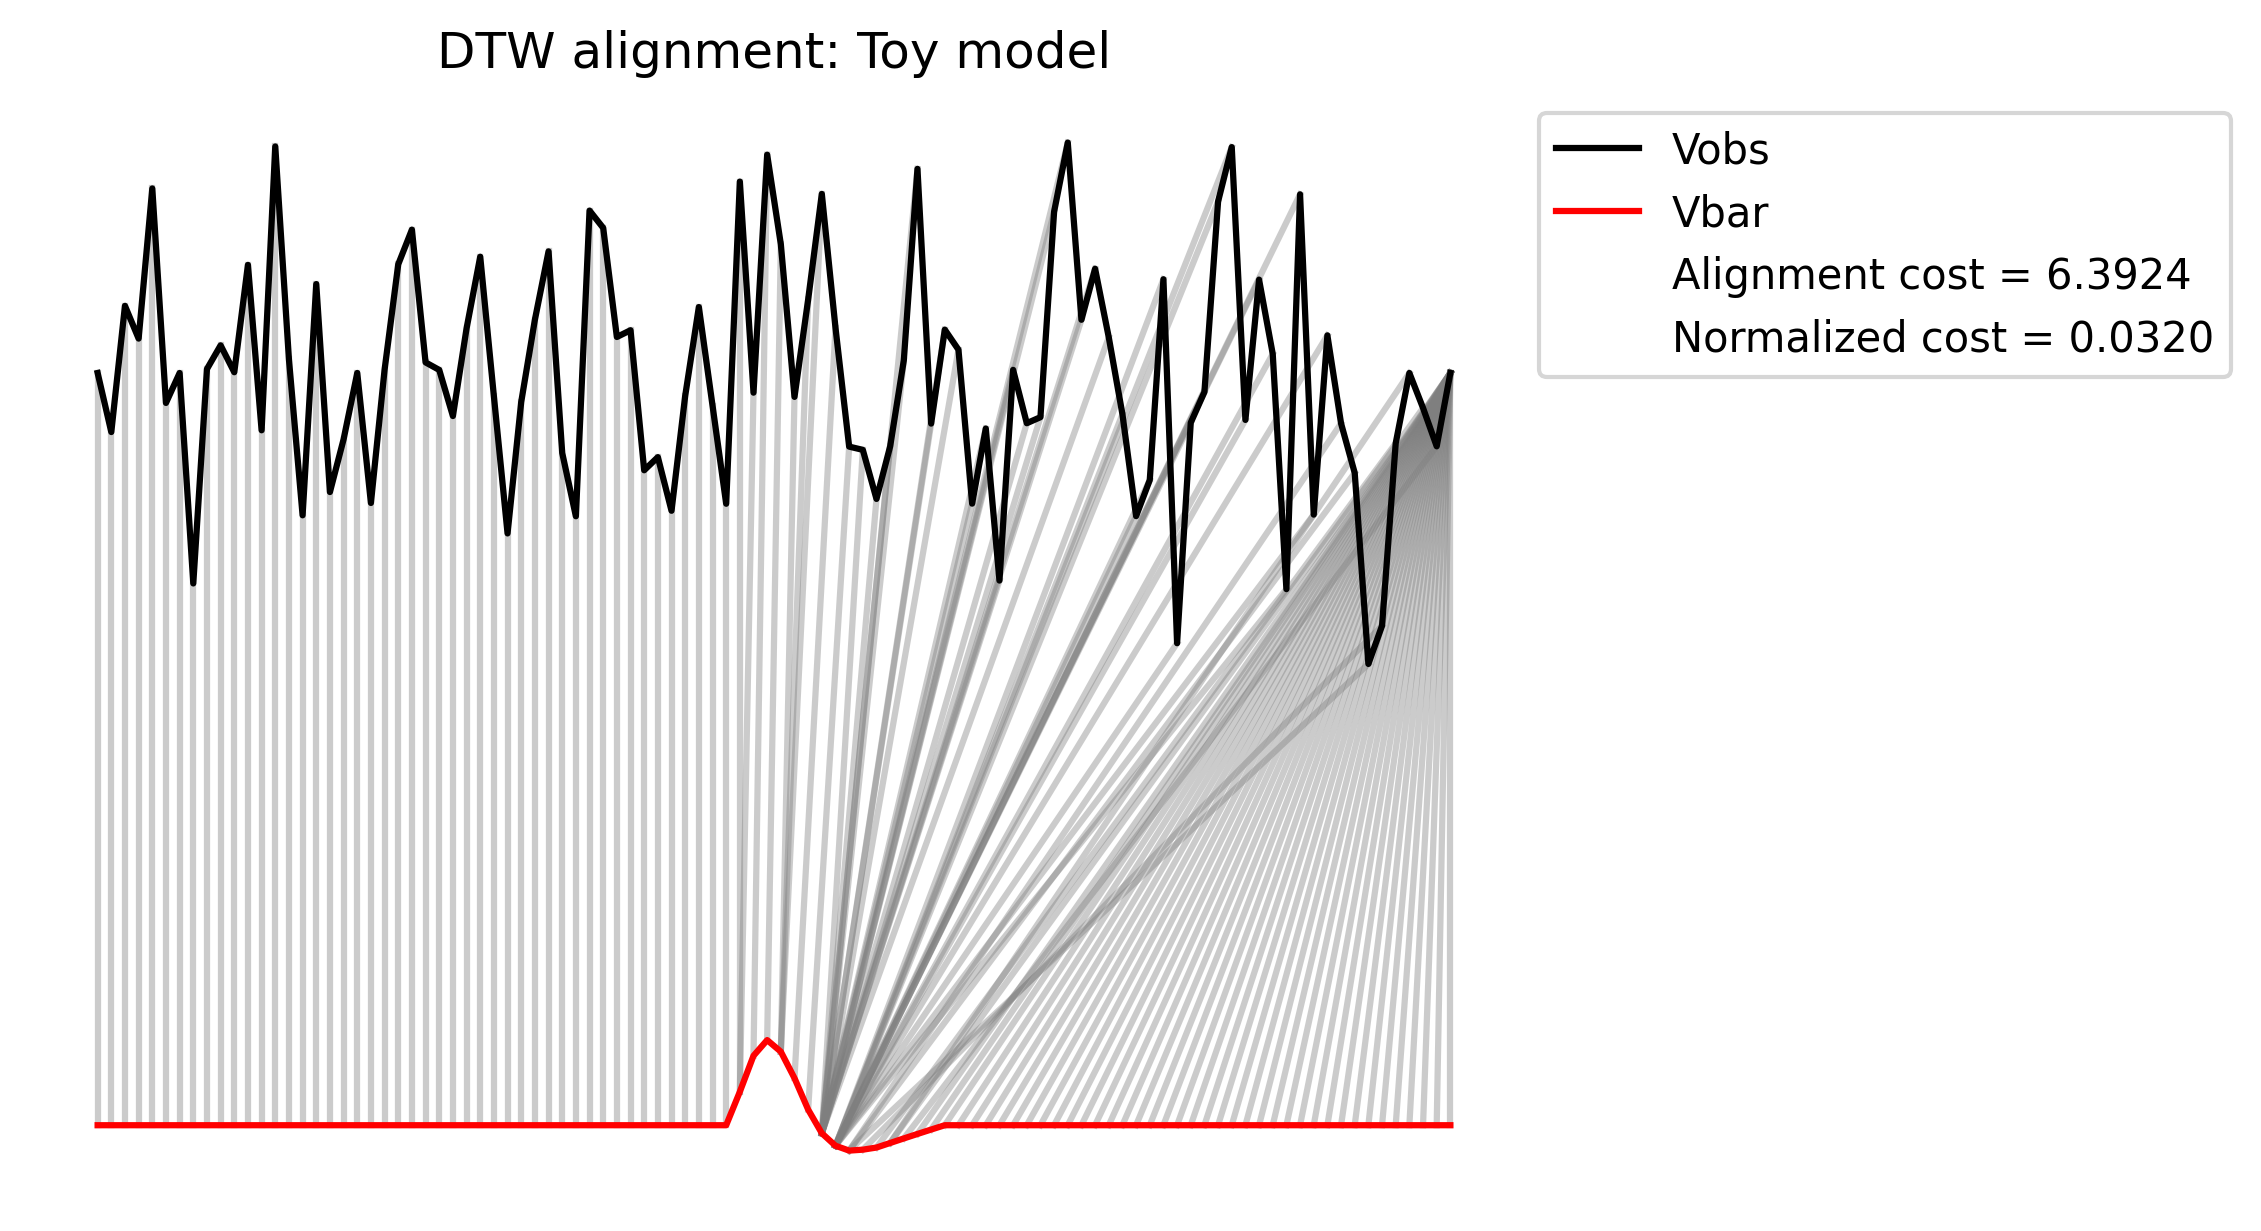 DTW alignment: Toy model
Vobs
Vbar
Alignment cost = 6.3924
Normalized cost = 0.0320